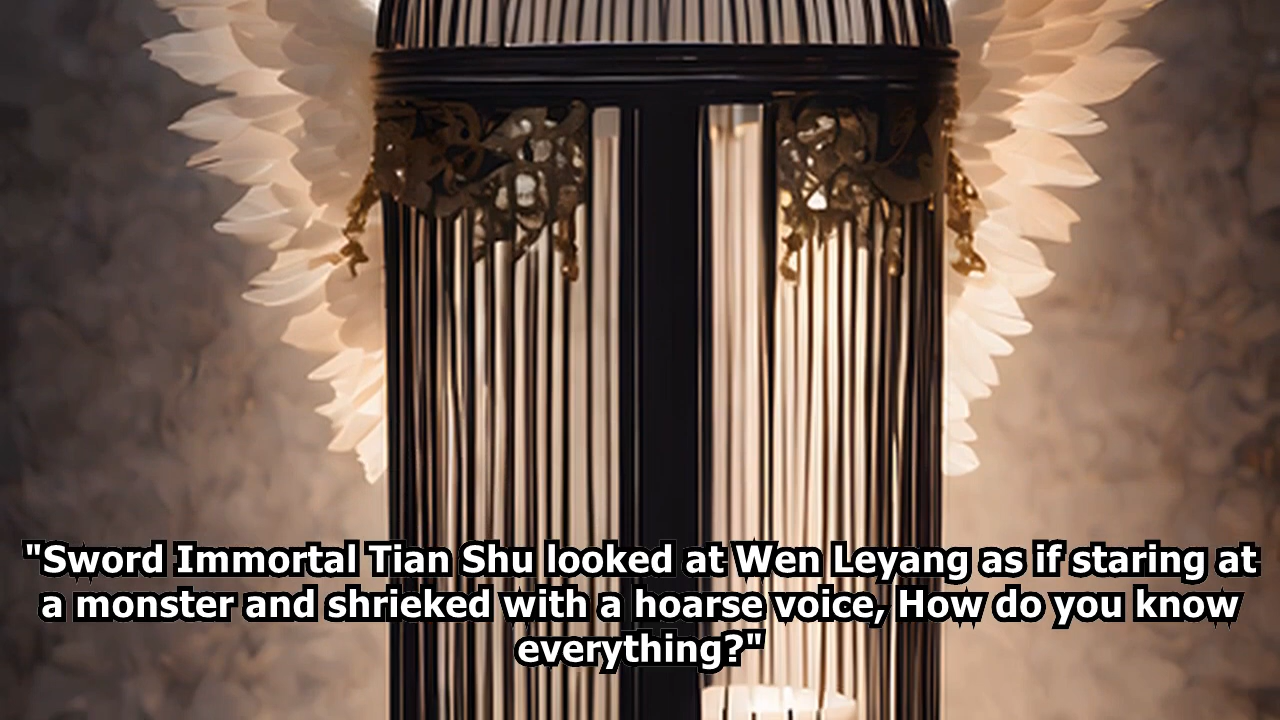 "Sword Immortal Tian Shu looked at Wen Leyang as if staring at
a monster and shrieked with a hoarse voice, How do you know
everything?"